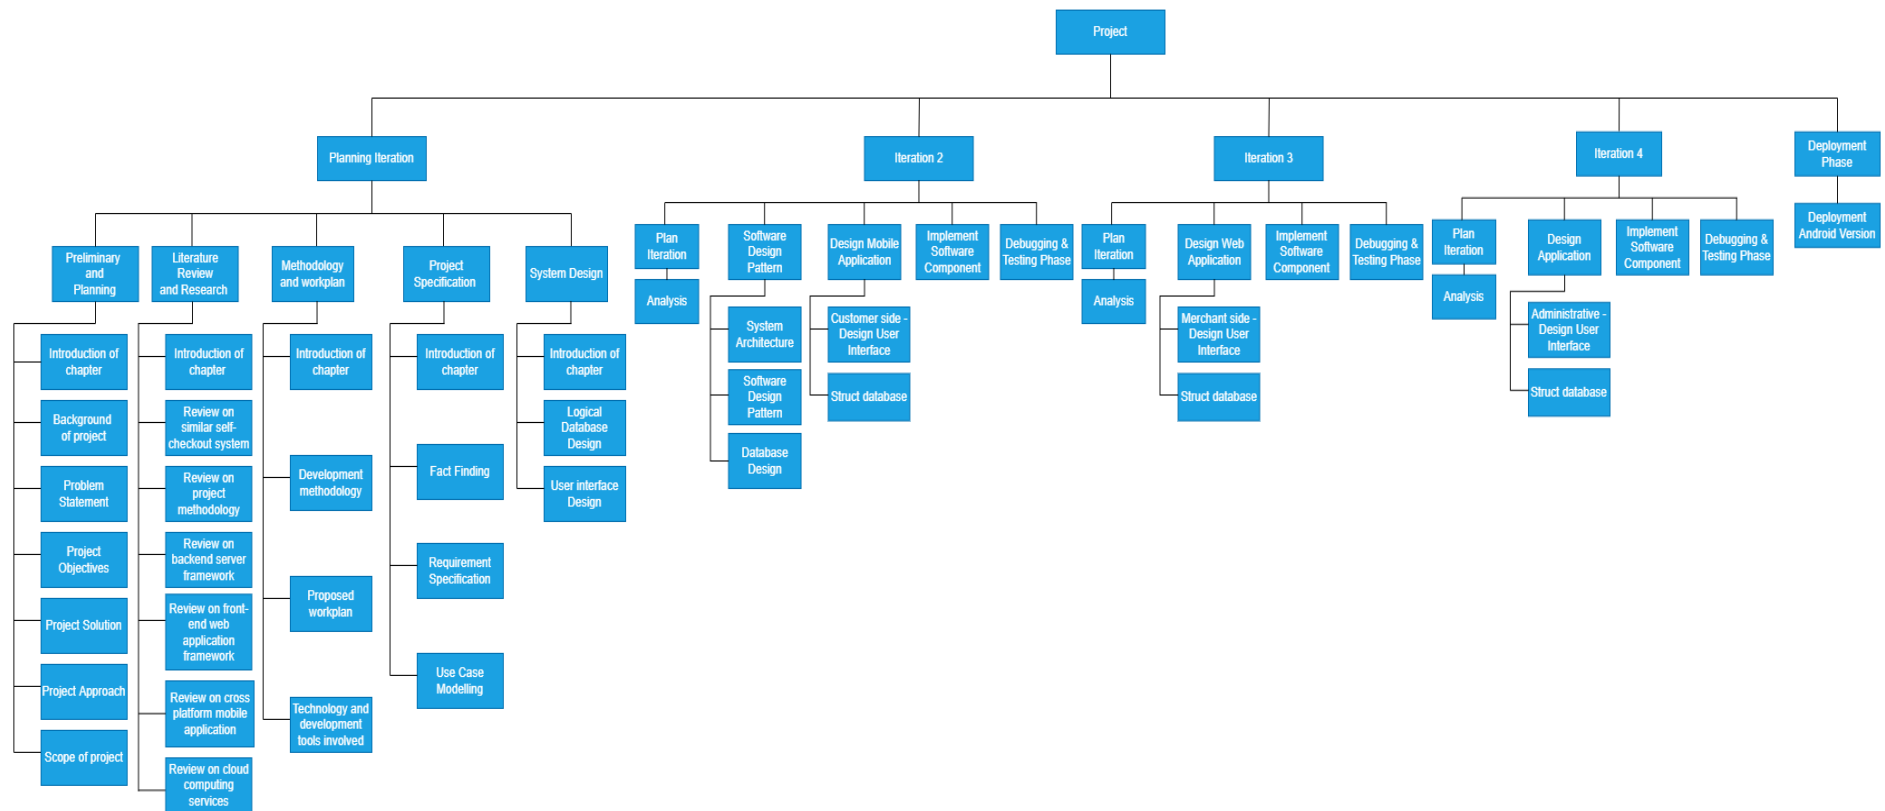 Project
Planning Iteration
Iteration 2
Iteration 3
Iteration 4
Deployment
Phase
Preliminary
and
Planning
Literature
Review
and Research
Methodology
and workplan
Project
Specification
System Design
Plan
Iteration
Software
Design
Pattern
Design Mobile
Application
Implement
Software
Component
Debugging &
Testing Phase
Plan
Iteration
Design Web
Application
Implement
Software
Component
Debugging &
Testing Phase
Plan
Iteration
Design
Application
Implement
Software
Component
Debugging &
Testing Phase
Deployment
Android Version
Introduction of
chapter
Background
of project
Problem
Statement
Project
Objectives
Project Solution
Project Approach
Scope of project
Introduction of
chapter
Review on
similar self-
checkout system
Review on
project
methodology
Review on
backend server
framework
Review on front-
end web
application
framework
Review on cross
platform mobile
application
Review on cloud
computing
services
Introduction of
chapter
Development
methodology
Proposed
workplan
Technology and
development
tools involved
Introduction of
chapter
Fact Finding
Requirement
Specification
Use Case
Modelling
Introduction of
chapter
Logical
Database
Design
User interface
Design
Analysis
System
Architecture
Software
Design
Pattern
Database
Design
Customer side -
Design User
Interface
Struct database
Analysis
Merchant side -
Design User
Interface
Struct database
Analysis
Administrative -
Design User
Interface
Struct database